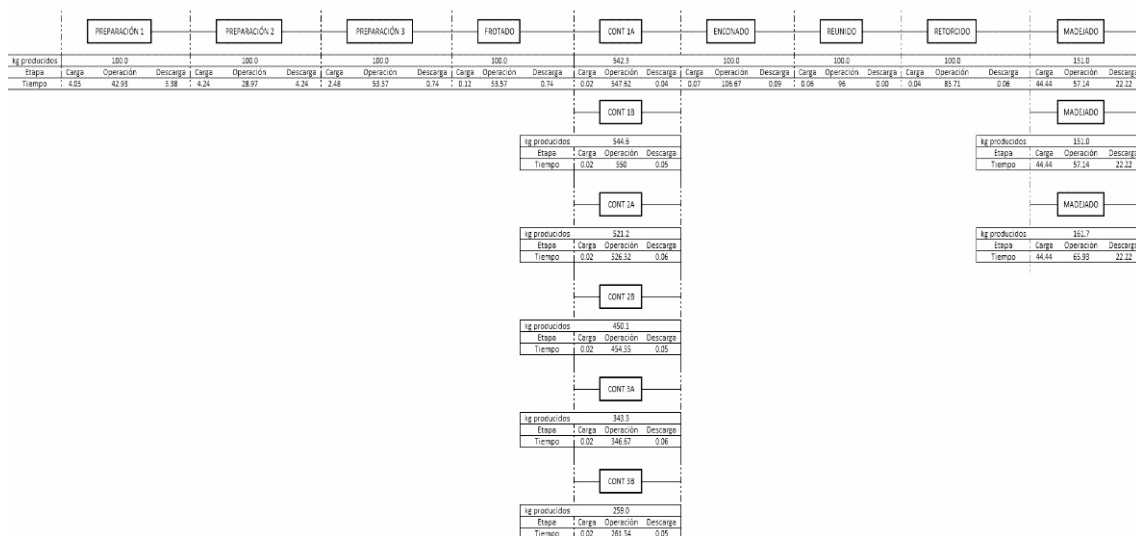 PREPARACIÓN 1 PREPARACIÓN 2 PREPARACIÓN 3 FROTADO CONT 1A ENCONADO REUNIDO RETORCIDO MADEJADO
kg producidos 100.0 100.0 100.0 100.0 542.3 100.0 100.0 100.0 151.0
Etapa Carga Operación Descarga Carga Operación Descarga Carga Operación Descarga Carga Operación Descarga Carga Operación Descarga Carga Operación Descarga Carga Operación Descarga Carga Operación Descarga Carga Operación Descarga
Tiempo 4.05 42.93 3.38 4.24 28.97 4.24 2.48 53.57 0.74 0.12 53.57 0.74 0.02 547.62 0.04 0.07 106.67 0.09 0.06 96 0.00 0.04 85.71 0.06 44.44 57.14 22.22
CONT 1B MADEJADO
kg producidos 544.6 kg producidos 151.0
Etapa Carga Operación Descarga Etapa Carga Operación Descarga
Tiempo 0.02 550 0.05 Tiempo 44.44 57.14 22.22
CONT 2A MADEJADO
kg producidos 521.2 kg producidos 161.7
Etapa Carga Operación Descarga Etapa Carga Operación Descarga
Tiempo 0.02 526.32 0.06 Tiempo 44.44 65.93 22.22
CONT 2B
kg producidos 450.1
Etapa Carga Operación Descarga
Tiempo 0.02 454.55 0.05
CONT 3A
kg producidos 343.3
Etapa Carga Operación Descarga
Tiempo 0.02 346.67 0.06
CONT 3B
kg producidos 259.0
Etapa Carga Operación Descarga
Tiempo 0.02 261.54 0.05